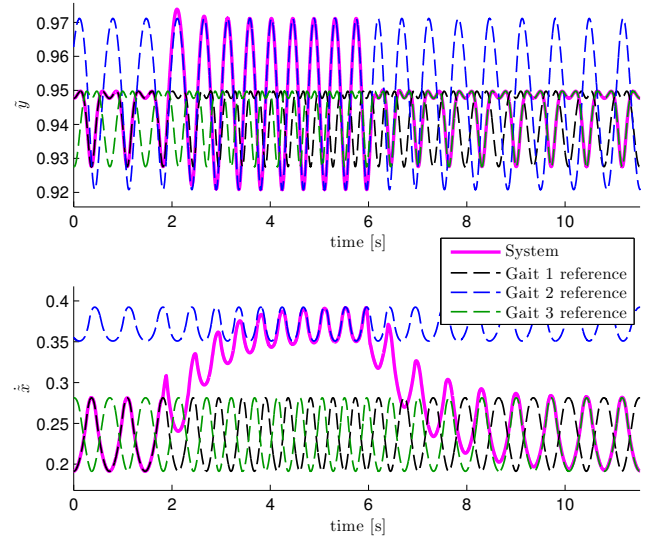 0.97
0.96
0.95
0.94
0.93
0.92
ỹ
0 2 4 6 8 10
time [s]
System
Gait 1 reference
Gait 2 reference
Gait 3 reference
0.4
0.35
0.3
0.25
0.2
ẋ̃
0 2 4 6 8 10
time [s]